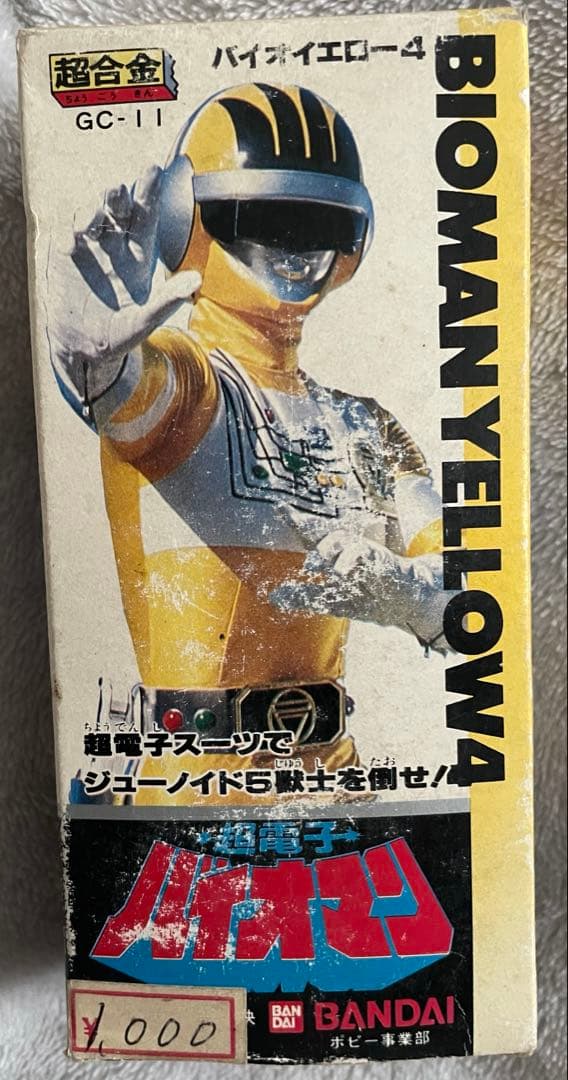 バイオイエロー4
超合金
ちょう ごう きん
GC-11
BIOMAN YELLOW4
ちょうでんし
超電子スーツで
じゅうし たお
ジューノイド5獣士を倒せ!
超電子
バイオマン
¥1,000
映
BAN
DAI
BANDAI
ポピー事業部